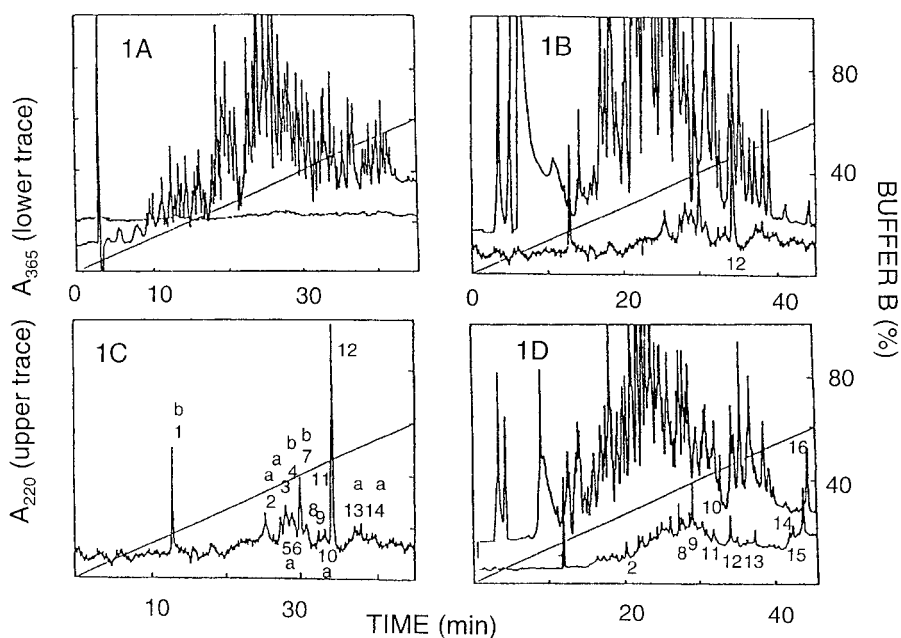 A220 (upper trace) A365 (lower trace)
1A
0 10 30
1B
80
40
12
0 20 40
BUFFER B (%)
1C
12
b
1
b b
a 4 7
a 3 11
2 8 9
a a
13 14
56 10
a a
10 30
1D
80
16
40
10 14
8 9 11 15
2 12 13
20 40
TIME (min)